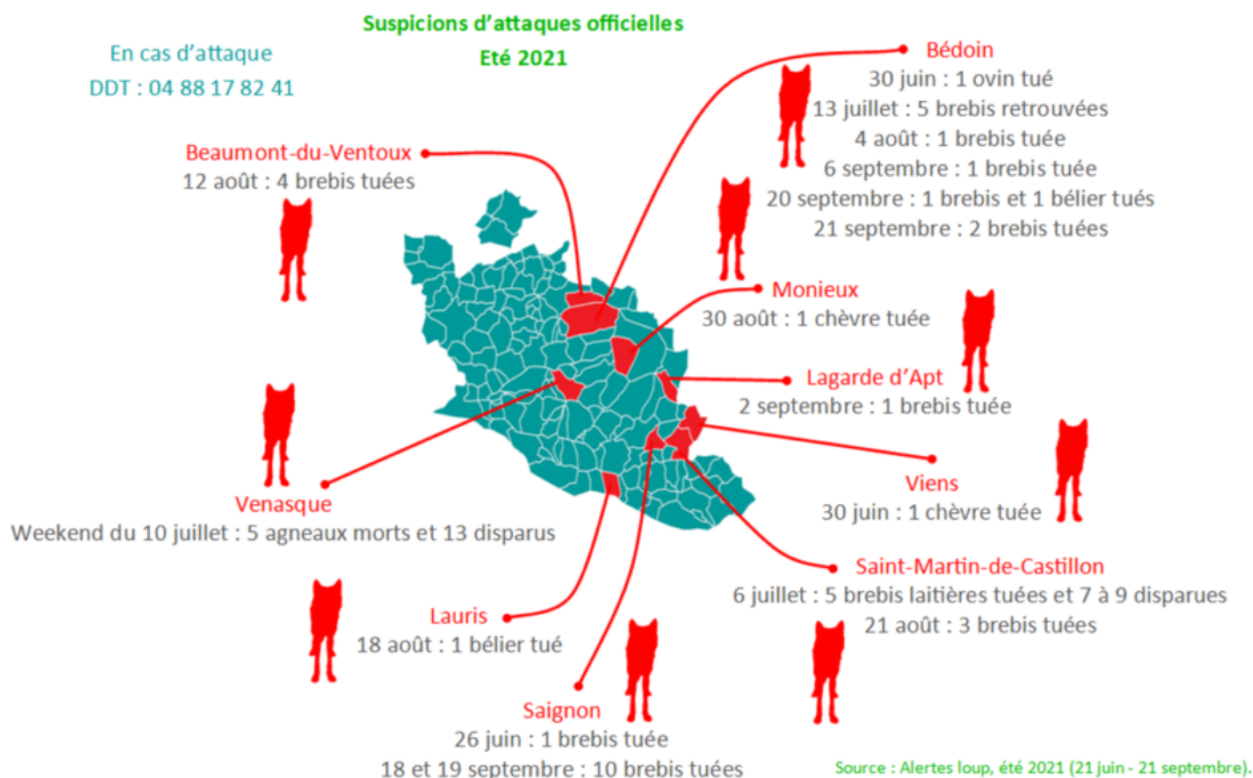 Suspicions d'attaques officielles
Eté 2021
En cas d'attaque
DDT : 04 88 17 82 41
Bédoin
30 juin : 1 ovin tué
13 juillet : 5 brebis retrouvées
4 août : 1 brebis tuée
6 septembre : 1 brebis tuée
20 septembre : 1 brebis et 1 bélier tués
21 septembre : 2 brebis tuées
Beaumont-du-Ventoux
12 août : 4 brebis tuées
Monieux
30 août : 1 chèvre tuée
Lagarde d'Apt
2 septembre : 1 brebis tuée
Viens
30 juin : 1 chèvre tuée
Venasque
Weekend du 10 juillet : 5 agneaux morts et 13 disparus
Saint-Martin-de-Castillon
6 juillet : 5 brebis laitières tuées et 7 à 9 disparues
21 août : 3 brebis tuées
Lauris
18 août : 1 bélier tué
Saignon
26 juin : 1 brebis tuée
18 et 19 septembre : 10 brebis tuées
Source : Alertes loup, été 2021 (21 juin - 21 septembre).